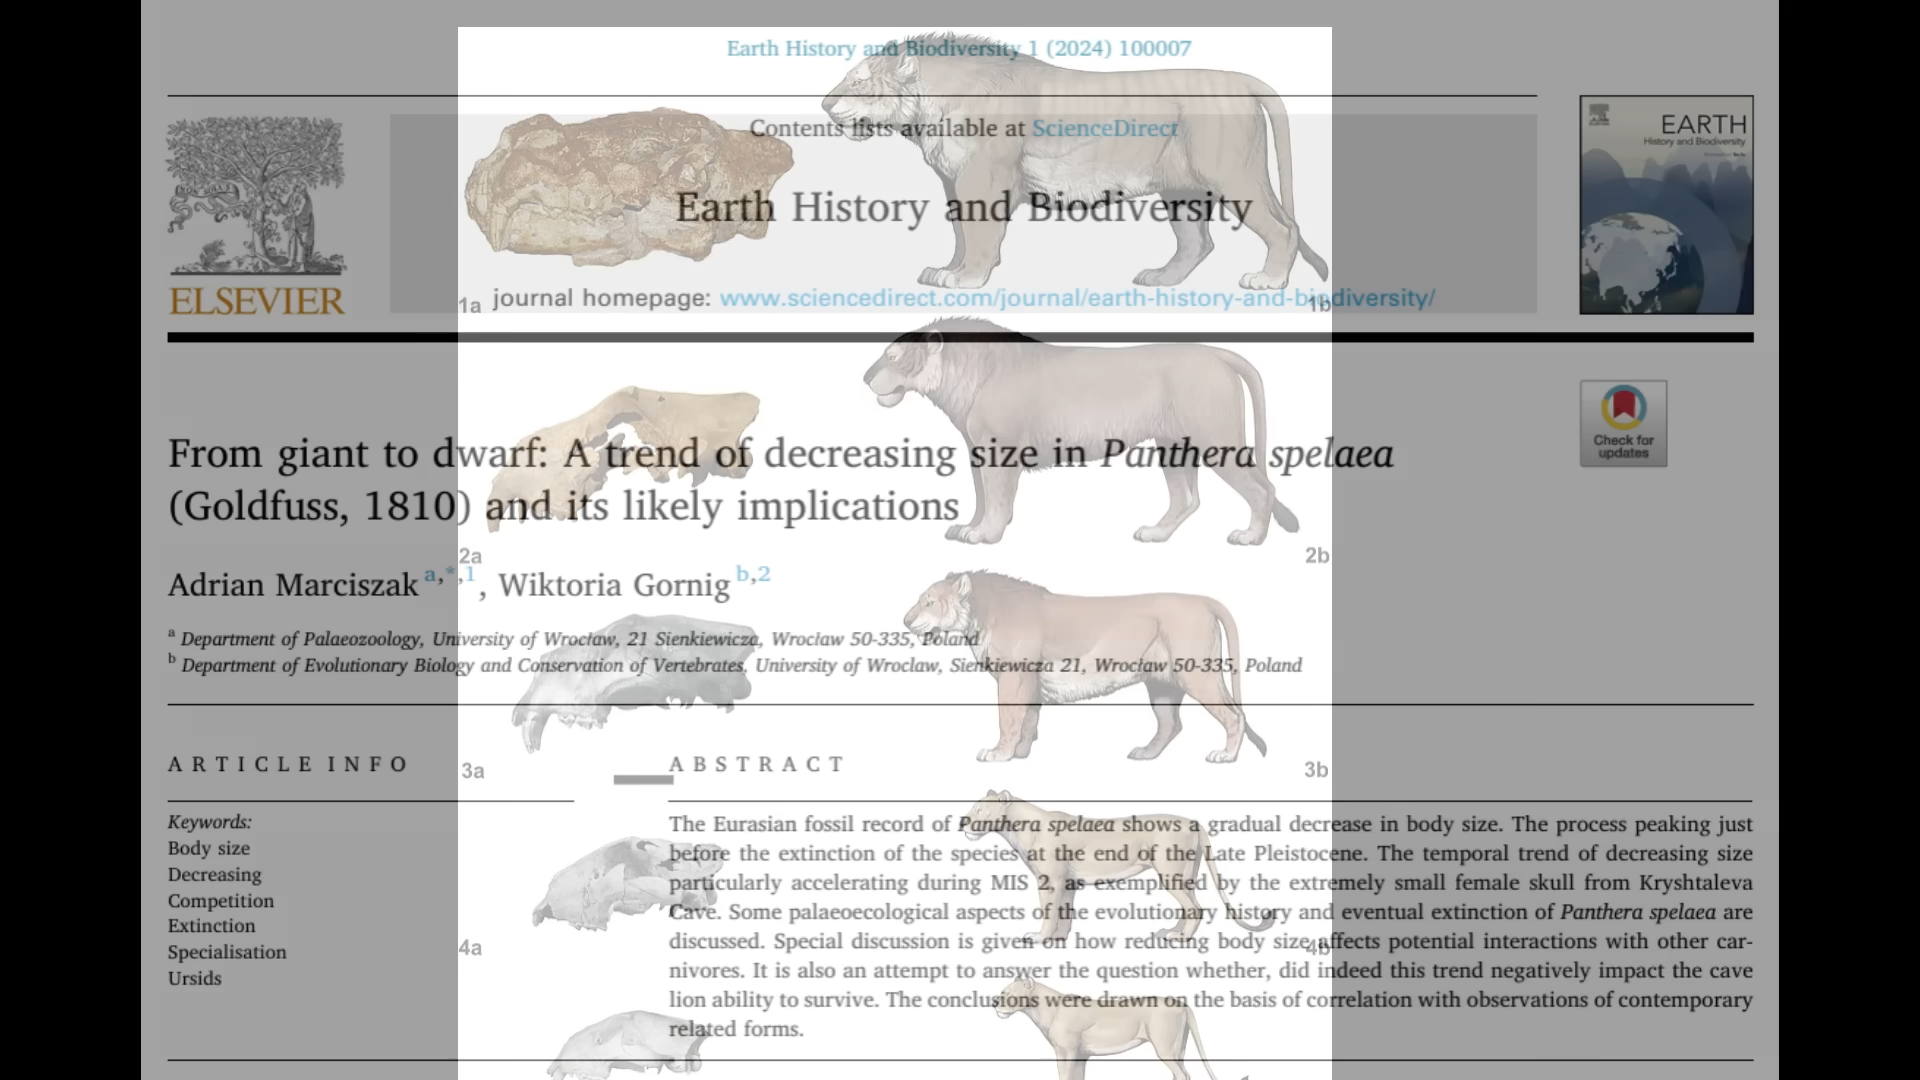 Earth History and Biodiversity 1 (2024) 100007
Contents lists available at ScienceDirect
EARTH
History and Biodiversity
Earth History and Biodiversity
ELSEVIER
1a
journal homepage: www.sciencedirect.com/journal/earth-history-and-biodiversity/
1b
Check for
updates
From giant to dwarf: A trend of decreasing size in Panthera spelaea
(Goldfuss, 1810) and its likely implications
2a
2b
Adrian Marciszak a,*,1, Wiktoria Gornig b,2
a Department of Palaeozoology, University of Wrocław, 21 Sienkiewicza, Wrocław 50-335, Poland
b Department of Evolutionary Biology and Conservation of Vertebrates, University of Wroclaw, Sienkiewicza 21, Wrocław 50-335, Poland
ARTICLE INFO
3a
3b
Keywords:
Body size
Decreasing
Competition
Extinction
Specialisation
Ursids
4a
4b
ABSTRACT
The Eurasian fossil record of Panthera spelaea shows a gradual decrease in body size. The process peaking just
before the extinction of the species at the end of the Late Pleistocene. The temporal trend of decreasing size
particularly accelerating during MIS 2, as exemplified by the extremely small female skull from Kryshtaleva
Cave. Some palaeoecological aspects of the evolutionary history and eventual extinction of Panthera spelaea are
discussed. Special discussion is given on how reducing body size affects potential interactions with other car-
nivores. It is also an attempt to answer the question whether, did indeed this trend negatively impact the cave
lion ability to survive. The conclusions were drawn on the basis of correlation with observations of contemporary
related forms.